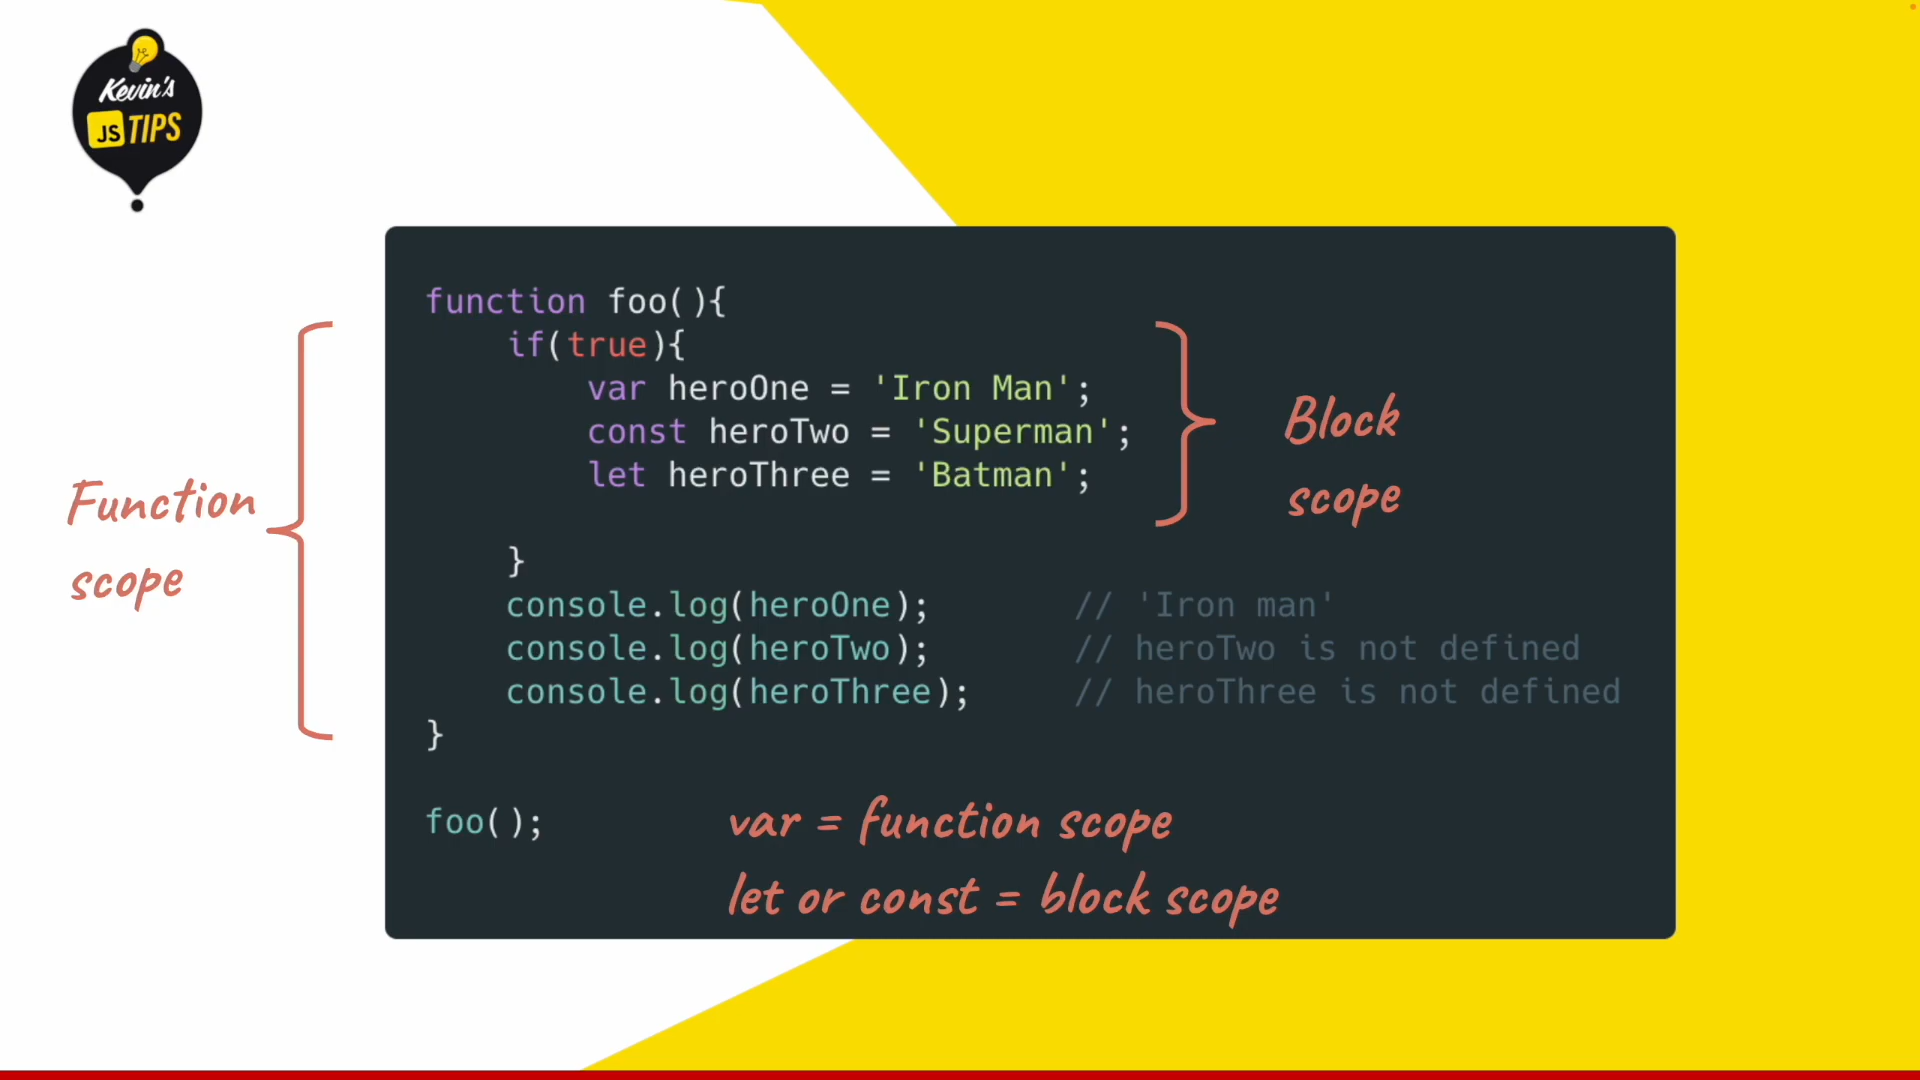 Kevin's
JS TIPS
function foo(){
if(true){
var heroOne = 'Iron Man';
const heroTwo = 'Superman';
let heroThree = 'Batman';
}
console.log(heroOne); // 'Iron man'
console.log(heroTwo); // heroTwo is not defined
console.log(heroThree); // heroThree is not defined
}
foo();
Function
scope
Block
scope
var = function scope
let or const = block scope